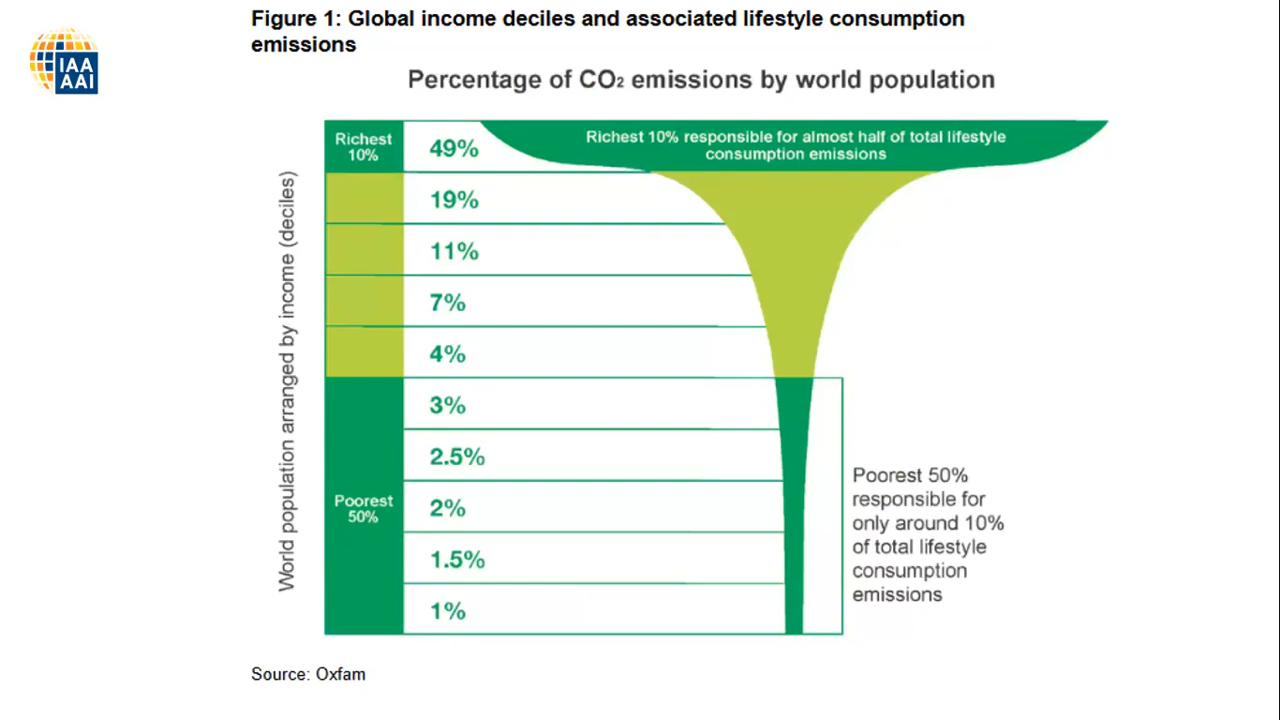 Figure 1: Global income deciles and associated lifestyle consumption
emissions
IAA
AAI
Percentage of CO₂ emissions by world population
World population arranged by income (deciles)
Richest
10%
49%
Richest 10% responsible for almost half of total lifestyle
consumption emissions
19%
11%
7%
4%
3%
2.5%
Poorest
50%
2%
1.5%
1%
Poorest 50%
responsible for
only around 10%
of total lifestyle
consumption
emissions
Source: Oxfam